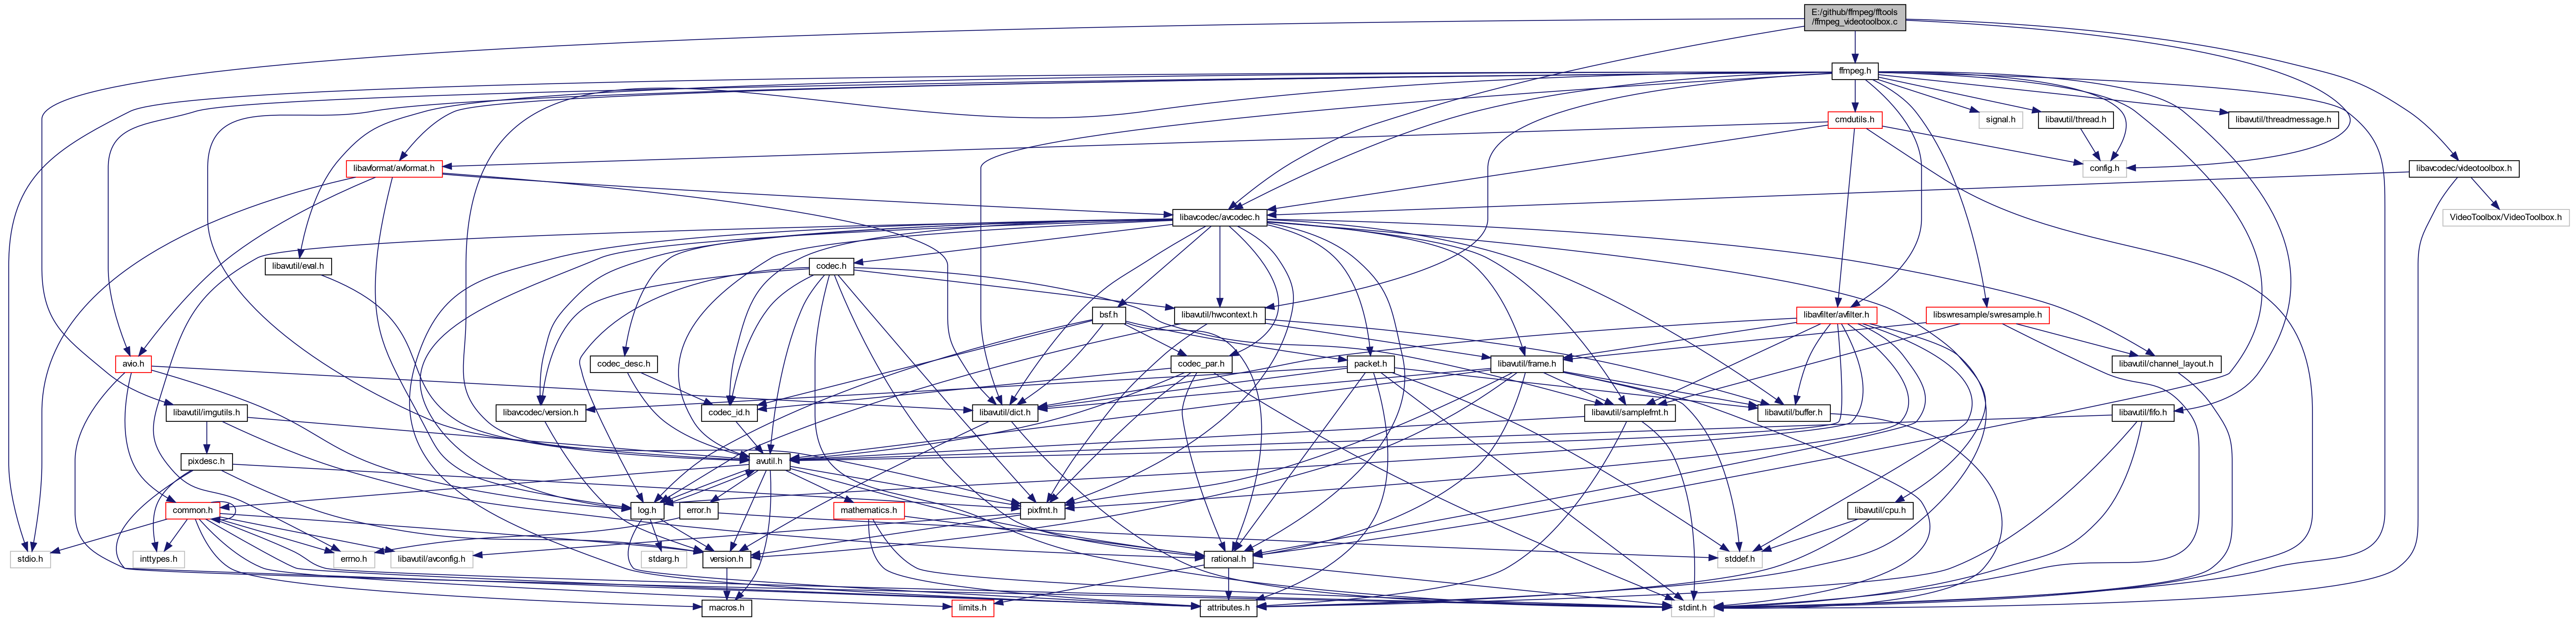 E:/github/ffmpeg/fftools
/ffmpeg_videotoolbox.c
ffmpeg.h
cmdutils.h
signal.h
libavutil/thread.h
libavutil/threadmessage.h
libavformat/avformat.h
config.h
libavcodec/videotoolbox.h
libavcodec/avcodec.h
VideoToolbox/VideoToolbox.h
libavutil/eval.h
codec.h
bsf.h
libavutil/hwcontext.h
libavfilter/avfilter.h
libswresample/swresample.h
avio.h
codec_desc.h
codec_par.h
packet.h
libavutil/frame.h
libavutil/channel_layout.h
libavutil/imgutils.h
libavcodec/version.h
codec_id.h
libavutil/dict.h
libavutil/samplefmt.h
libavutil/buffer.h
libavutil/fifo.h
pixdesc.h
avutil.h
common.h
log.h
error.h
mathematics.h
pixfmt.h
libavutil/cpu.h
stdio.h
inttypes.h
errno.h
libavutil/avconfig.h
stdarg.h
version.h
rational.h
stddef.h
macros.h
limits.h
attributes.h
stdint.h